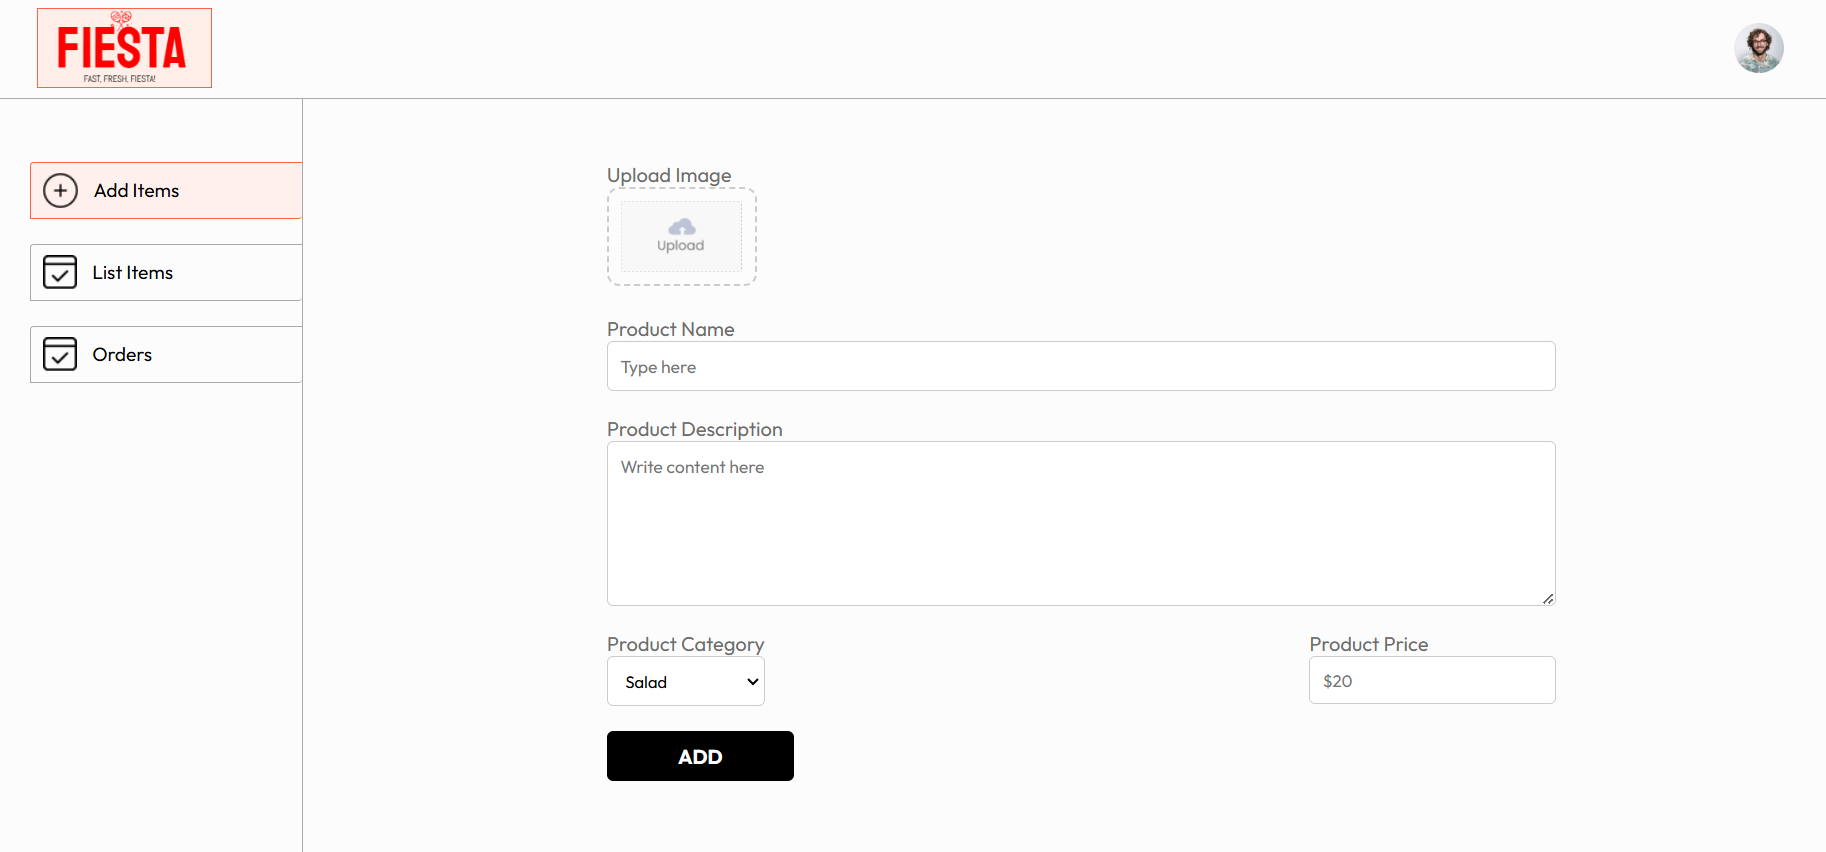 FIESTA
FAST, FRESH, FIESTA!
Add Items
List Items
Orders
Upload Image
Upload
Product Name
Type here
Product Description
Write content here
Product Category
Product Price
Salad
$20
ADD